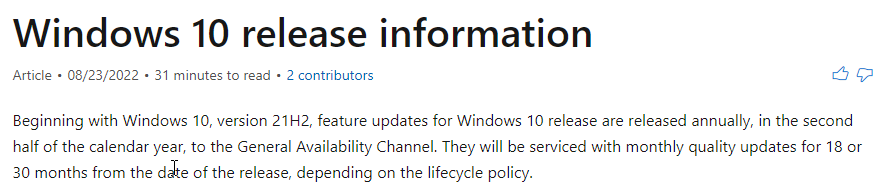 Windows 10 release information
Article • 08/23/2022 • 31 minutes to read • 2 contributors
Beginning with Windows 10, version 21H2, feature updates for Windows 10 release are released annually, in the second
half of the calendar year, to the General Availability Channel. They will be serviced with monthly quality updates for 18 or
30 months from the date of the release, depending on the lifecycle policy.